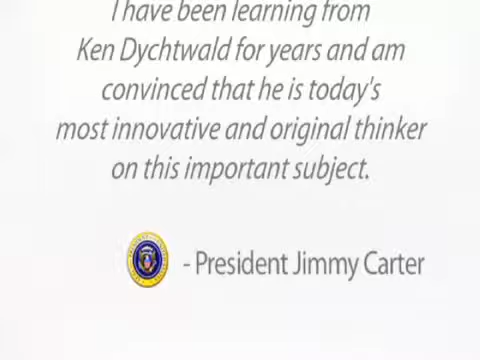 I have been learning from
Ken Dychtwald for years and am
convinced that he is today's
most innovative and original thinker
on this important subject.
- President Jimmy Carter